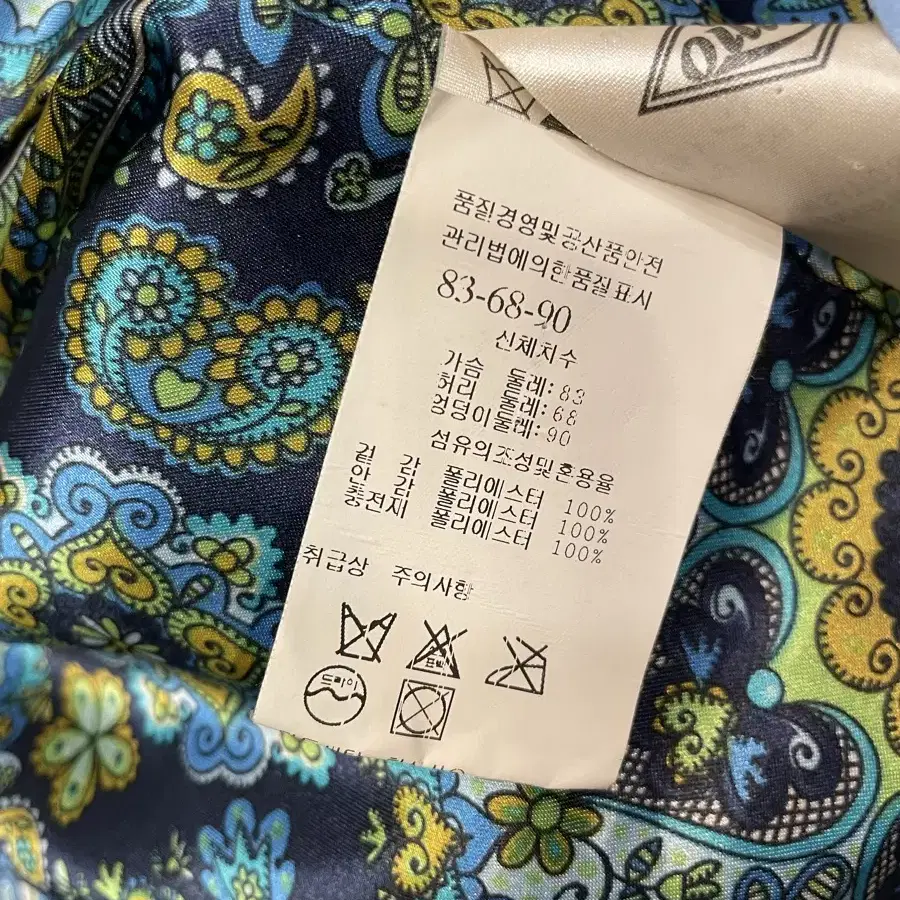 품질경영및공산품안전
관리법에의한품질표시
83-68-90
신체치수
가슴 둘레: 83
허리 둘레: 68
엉덩이둘레: 90
섬유의조성및혼용율
겉 감 폴리에스터 100%
안 감 폴리에스터 100%
충전재 폴리에스터 100%
취급상 주의사항
표백
드라이